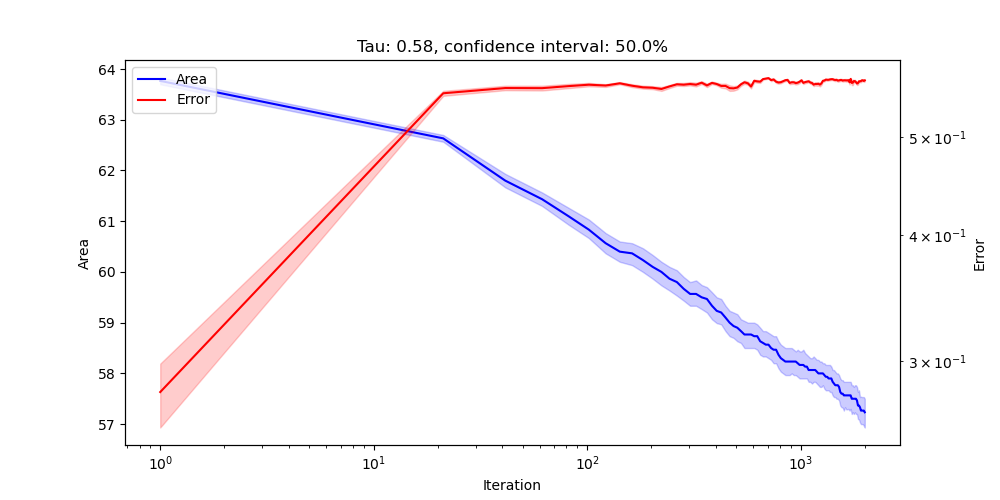 Tau: 0.58, confidence interval: 50.0%
Area
Error
64
63
62
61
60
59
58
57
Area
5 × 10⁻¹
4 × 10⁻¹
3 × 10⁻¹
Error
10⁰ 10¹ 10² 10³
Iteration